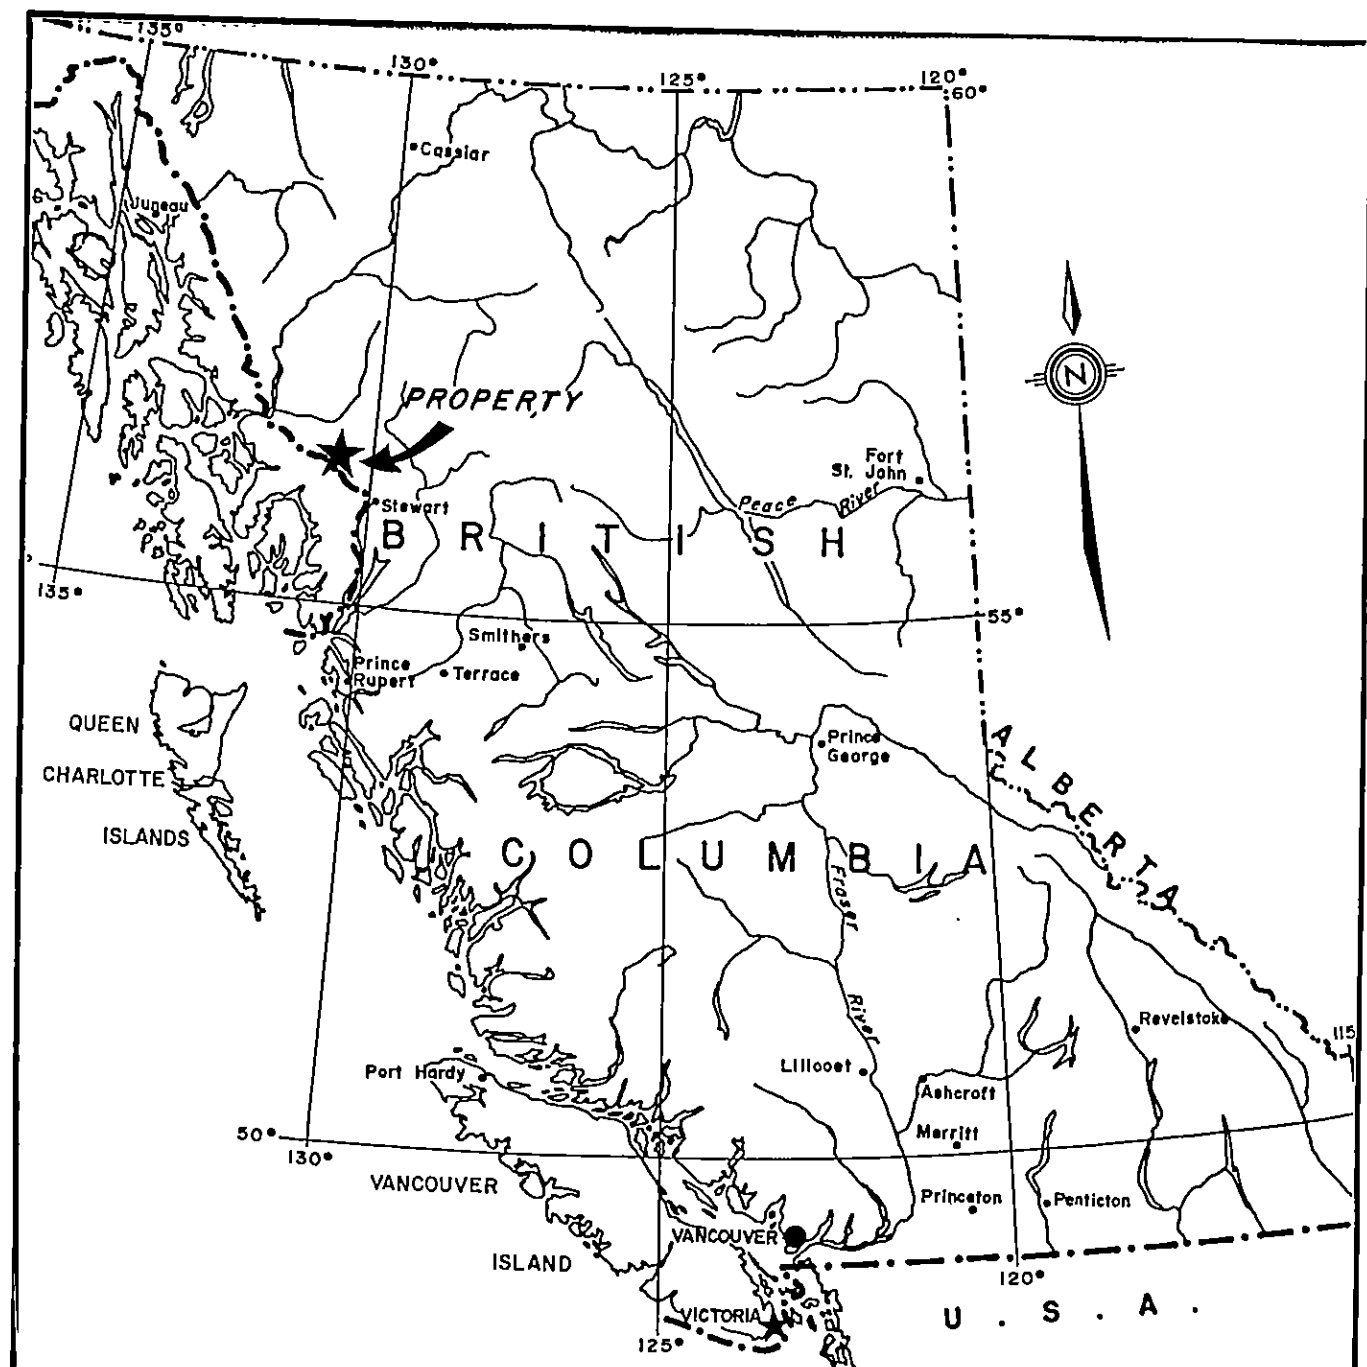 135°
130°
125°
120°
60°
Cassiar
Juneau
PROPERTY
Fort
St. John
Peace River
Stewart
BRITISH
135°
55°
Smithers
Prince
Rupert
Terrace
QUEEN
CHARLOTTE
ISLANDS
Prince
George
ALBERTA
COLUMBIA
Fraser
River
N
Revelstoke
115
Lillooet
Port Hardy
Ashcroft
Merritt
50°
130°
VANCOUVER
ISLAND
Princeton
Penticton
VANCOUVER
120°
VICTORIA
125°
U . S . A .